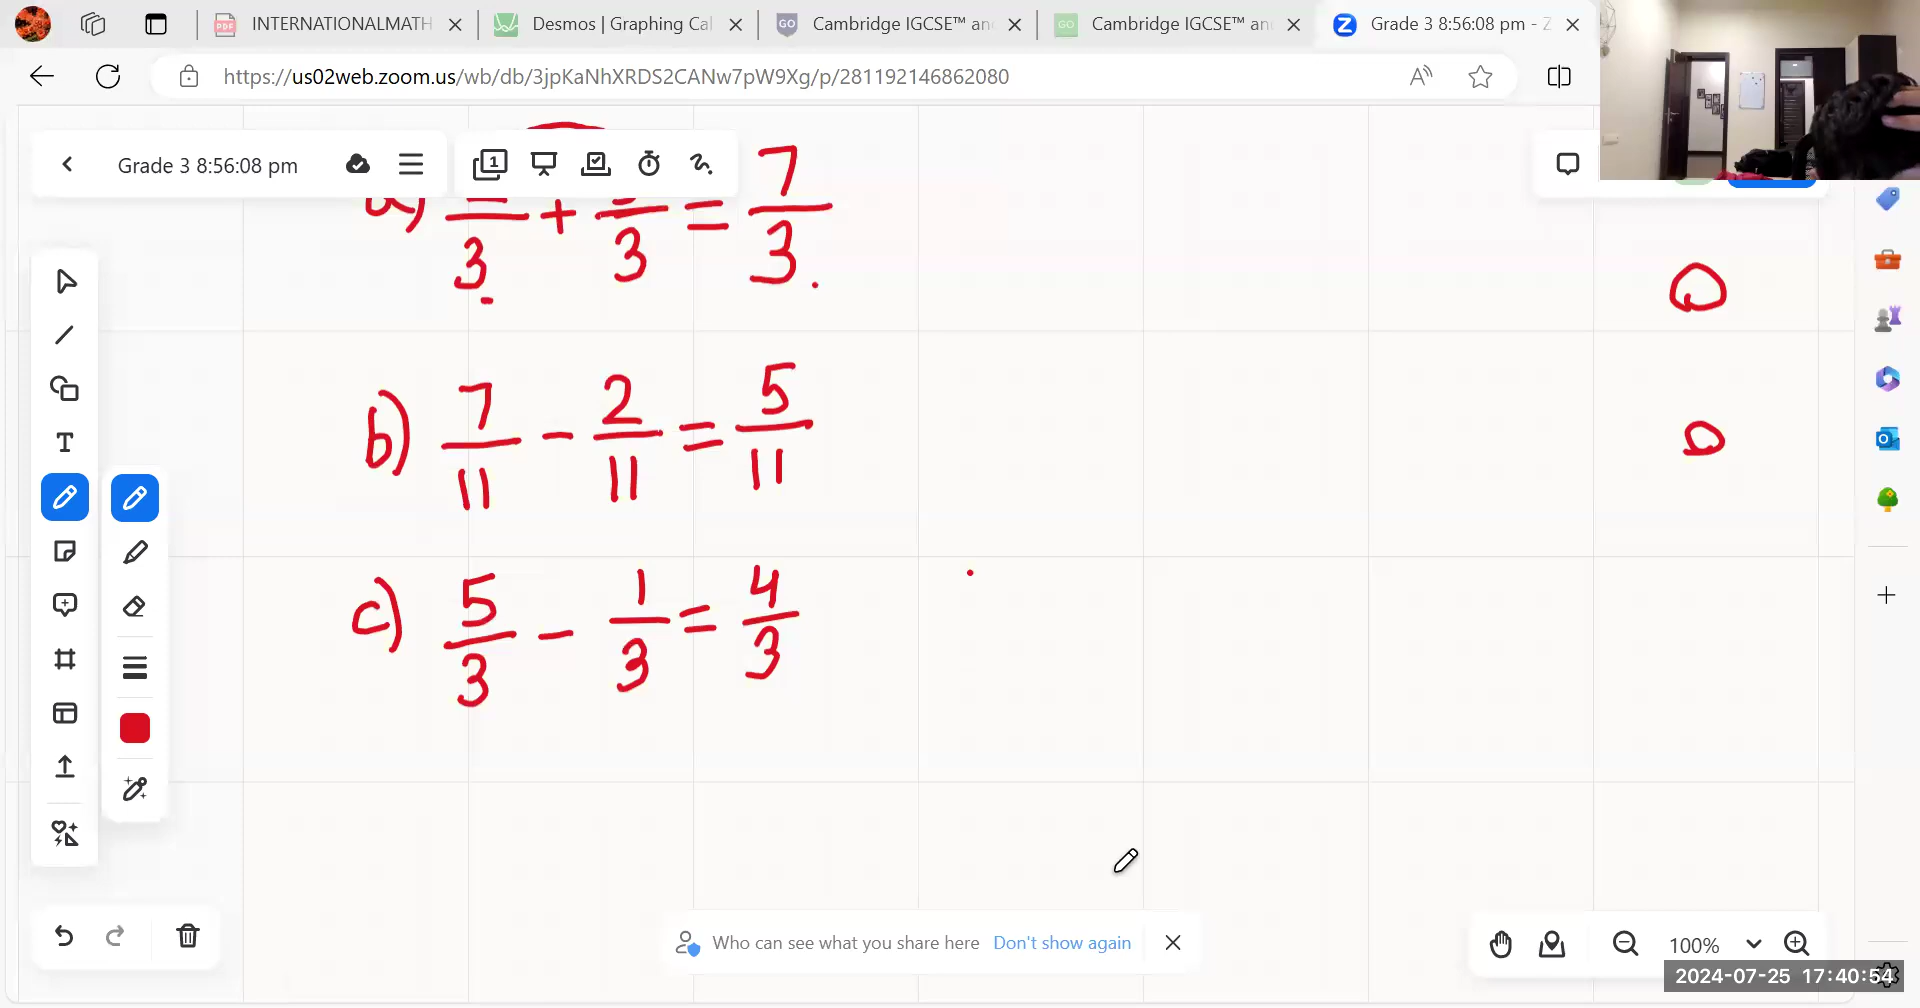 INTERNATIONALMATH
Desmos | Graphing Cal
Cambridge IGCSE™ an
Cambridge IGCSE™ an
Grade 3 8:56:08 pm - Z
https://us02web.zoom.us/wb/db/3jpKaNhXRDS2CANw7pW9Xg/p/281192146862080
Grade 3 8:56:08 pm
/3 + /3 = 7/3 .
b) 7/11 - 2/11 = 5/11
c) 5/3 - 1/3 = 4/3
Who can see what you share here Don't show again
100%
2024-07-25 17:40:54